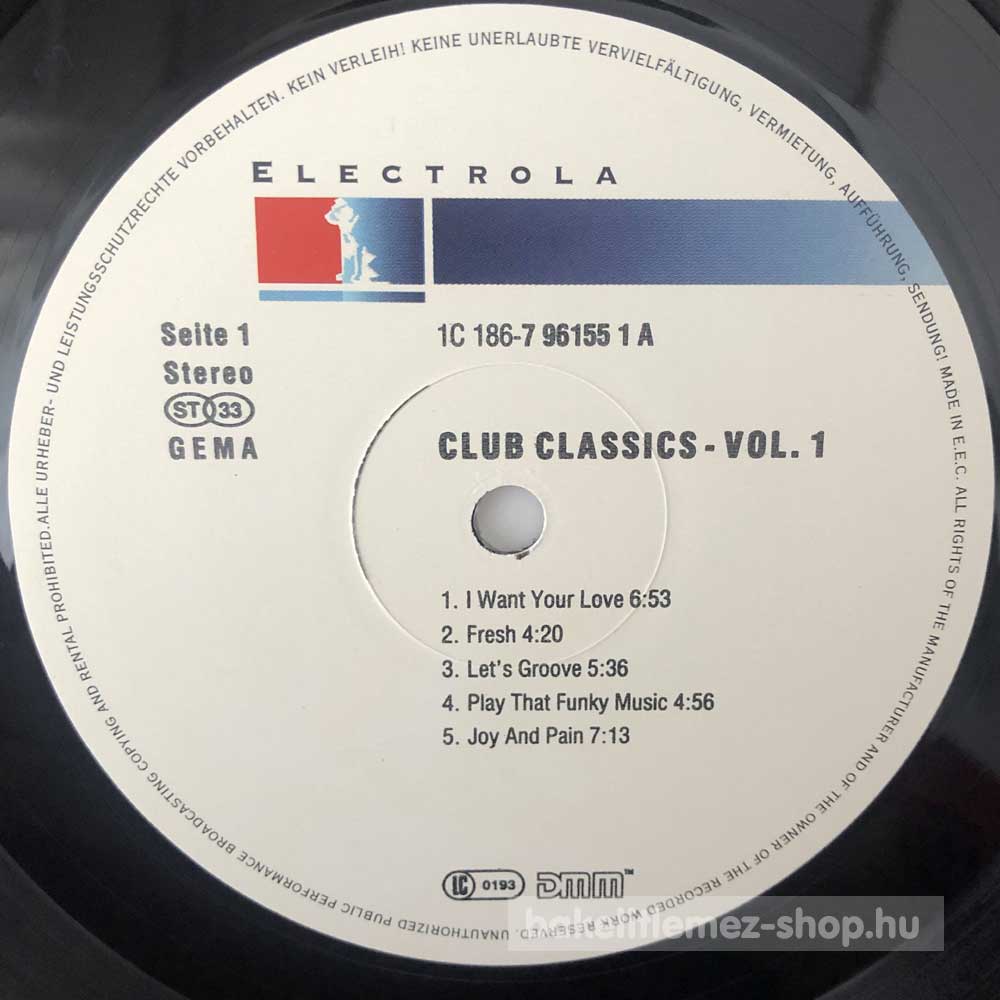 ALLE URHEBER- UND LEISTUNGSSCHUTZRECHTE VORBEHALTEN. KEIN VERLEIH! KEINE UNERLAUBTE VERVIELFÄLTIGUNG, VERMIETUNG, AUFFÜHRUNG, SENDUNG! MADE IN E.E.C. ALL RIGHTS OF THE MANUFACTURER AND OF THE OWNER OF THE RECORDED WORK RESERVED. UNAUTHORIZED PUBLIC PERFORMANCE BROADCASTING COPYING AND RENTAL PROHIBITED.
ELECTROLA
Seite 1
1C 186-7 96155 1 A
Stereo
ST 33
GEMA
CLUB CLASSICS - VOL. 1
1. I Want Your Love 6:53
2. Fresh 4:20
3. Let's Groove 5:36
4. Play That Funky Music 4:56
5. Joy And Pain 7:13
LC 0193 DMM™
bakelitlemez-shop.hu